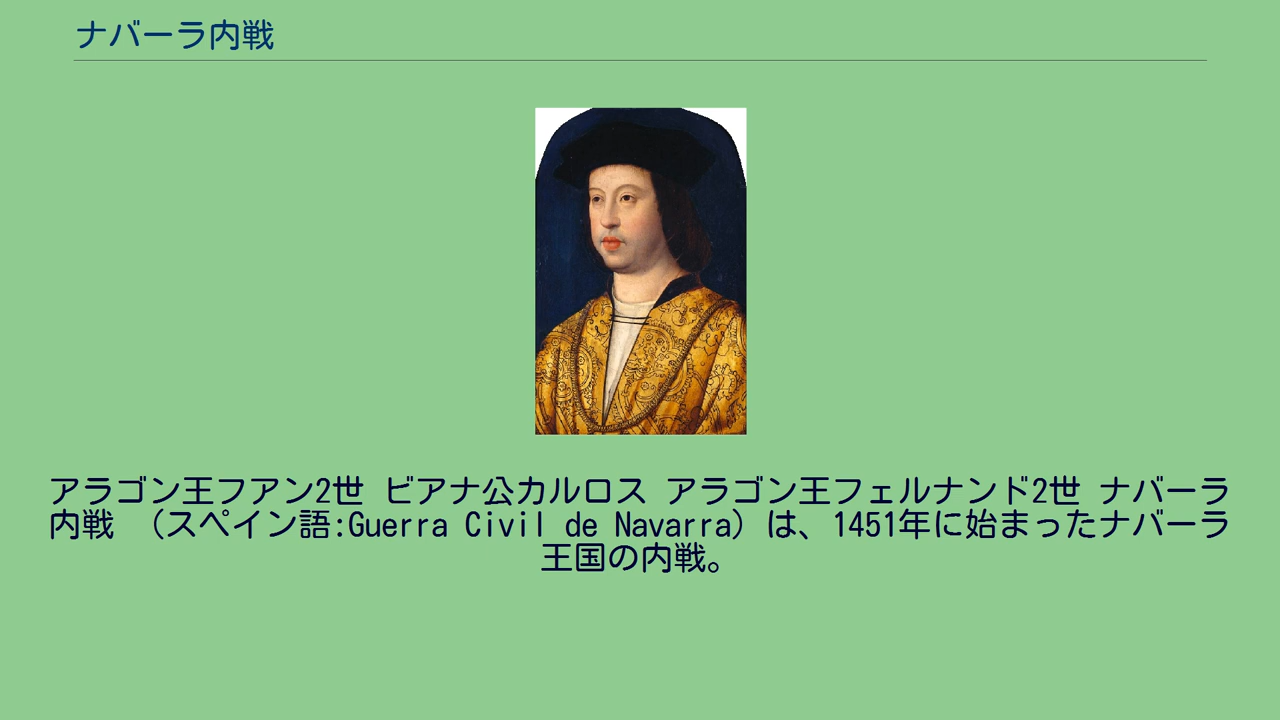 ナバーラ内戦
アラゴン王フアン2世 ビアナ公カルロス アラゴン王フェルナンド2世 ナバーラ
内戦 （スペイン語:Guerra Civil de Navarra）は、1451年に始まったナバーラ
王国の内戦。